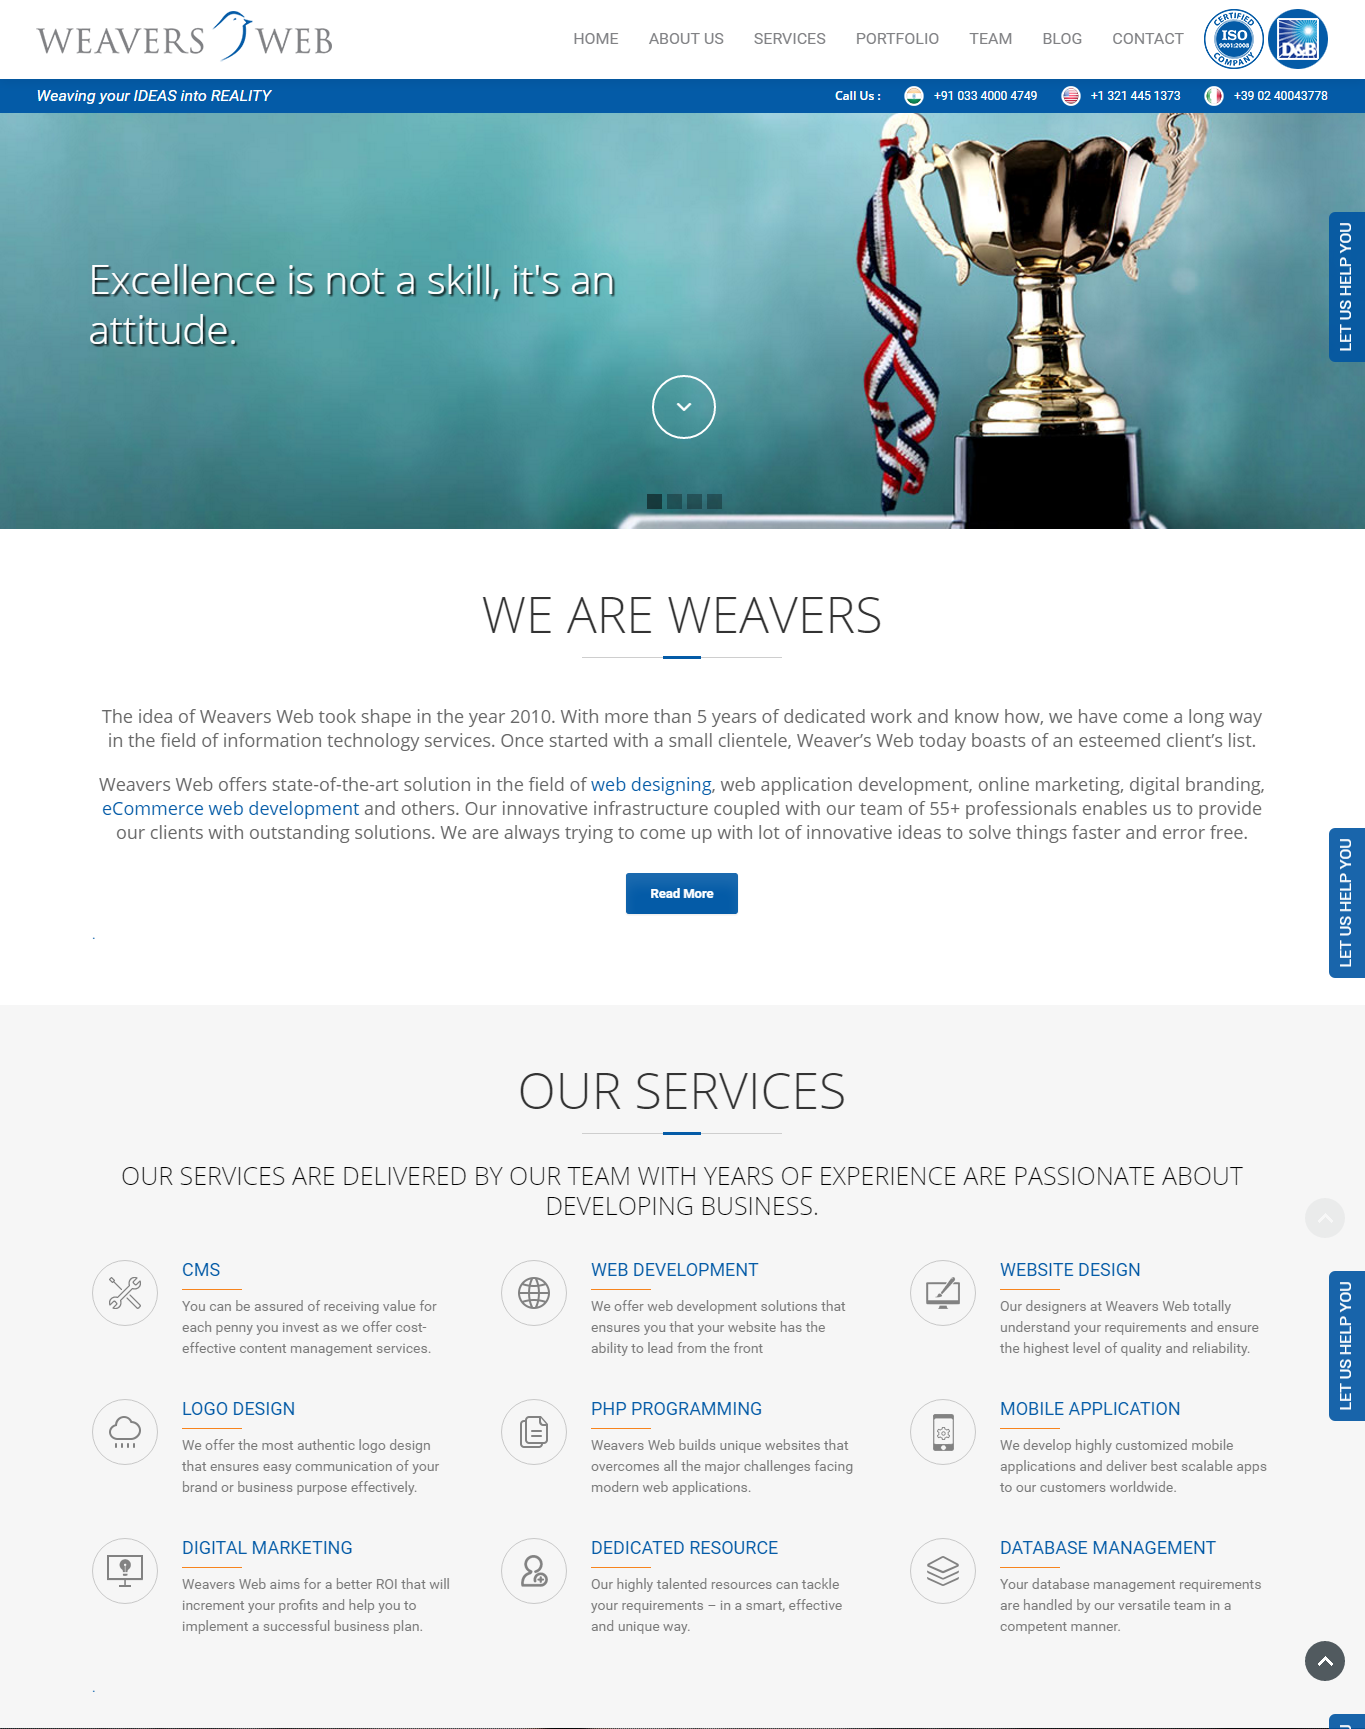 WEAVERS WEB
HOME ABOUT US SERVICES PORTFOLIO TEAM BLOG CONTACT
CERTIFIED ISO 9001:2008 COMPANY
D&B
Weaving your IDEAS into REALITY
Call Us : +91 033 4000 4749 +1 321 445 1373 +39 02 40043778
Excellence is not a skill, it's an
attitude.
LET US HELP YOU
WE ARE WEAVERS
The idea of Weavers Web took shape in the year 2010. With more than 5 years of dedicated work and know how, we have come a long way
in the field of information technology services. Once started with a small clientele, Weaver’s Web today boasts of an esteemed client’s list.
Weavers Web offers state-of-the-art solution in the field of web designing, web application development, online marketing, digital branding,
eCommerce web development and others. Our innovative infrastructure coupled with our team of 55+ professionals enables us to provide
our clients with outstanding solutions. We are always trying to come up with lot of innovative ideas to solve things faster and error free.
Read More
.
LET US HELP YOU
OUR SERVICES
OUR SERVICES ARE DELIVERED BY OUR TEAM WITH YEARS OF EXPERIENCE ARE PASSIONATE ABOUT
DEVELOPING BUSINESS.
CMS
You can be assured of receiving value for
each penny you invest as we offer cost-
effective content management services.
WEB DEVELOPMENT
We offer web development solutions that
ensures you that your website has the
ability to lead from the front
WEBSITE DESIGN
Our designers at Weavers Web totally
understand your requirements and ensure
the highest level of quality and reliability.
LET US HELP YOU
LOGO DESIGN
We offer the most authentic logo design
that ensures easy communication of your
brand or business purpose effectively.
PHP PROGRAMMING
Weavers Web builds unique websites that
overcomes all the major challenges facing
modern web applications.
MOBILE APPLICATION
We develop highly customized mobile
applications and deliver best scalable apps
to our customers worldwide.
DIGITAL MARKETING
Weavers Web aims for a better ROI that will
increment your profits and help you to
implement a successful business plan.
DEDICATED RESOURCE
Our highly talented resources can tackle
your requirements – in a smart, effective
and unique way.
DATABASE MANAGEMENT
Your database management requirements
are handled by our versatile team in a
competent manner.
.